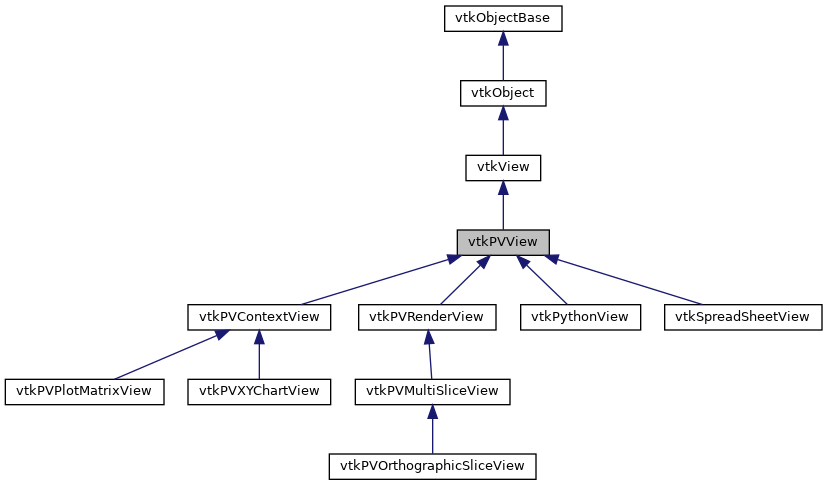 vtkObjectBase
vtkObject
vtkView
vtkPVView
vtkPVContextView
vtkPVRenderView
vtkPythonView
vtkSpreadSheetView
vtkPVPlotMatrixView
vtkPVXYChartView
vtkPVMultiSliceView
vtkPVOrthographicSliceView